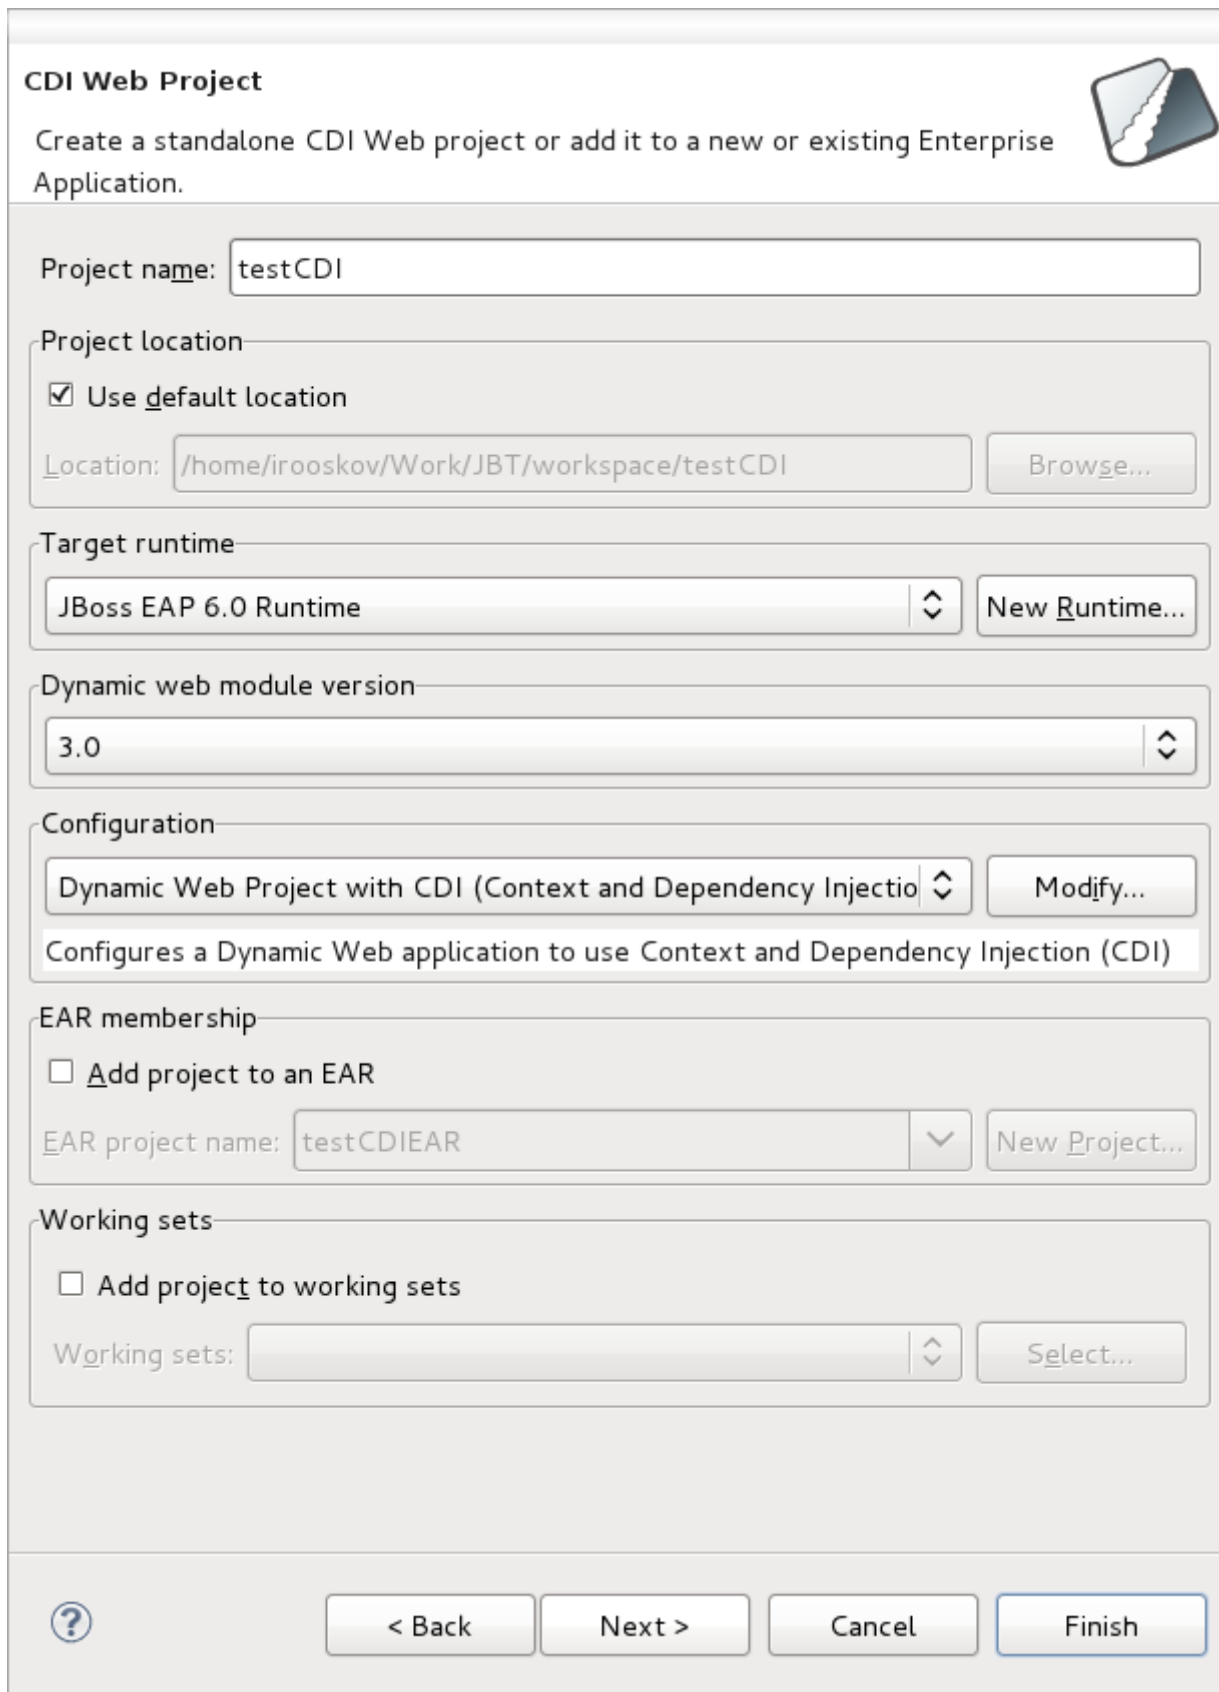 CDI Web Project
Create a standalone CDI Web project or add it to a new or existing Enterprise
Application.
Project name: testCDI
Project location
Use default location
Location: /home/irooskov/Work/JBT/workspace/testCDI Browse...
Target runtime
JBoss EAP 6.0 Runtime New Runtime...
Dynamic web module version
3.0
Configuration
Dynamic Web Project with CDI (Context and Dependency Injectio Modify...
Configures a Dynamic Web application to use Context and Dependency Injection (CDI)
EAR membership
Add project to an EAR
EAR project name: testCDIEAR New Project...
Working sets
Add project to working sets
Working sets: Select...
? < Back Next > Cancel Finish